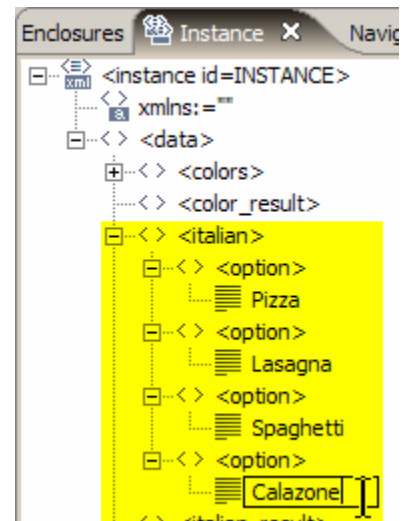 Enclosures Instance Navig
<instance id=INSTANCE>
xmlns:=""
<data>
<colors>
<color_result>
<italian>
<option>
Pizza
<option>
Lasagna
<option>
Spaghetti
<option>
Calazone
<italian_result>